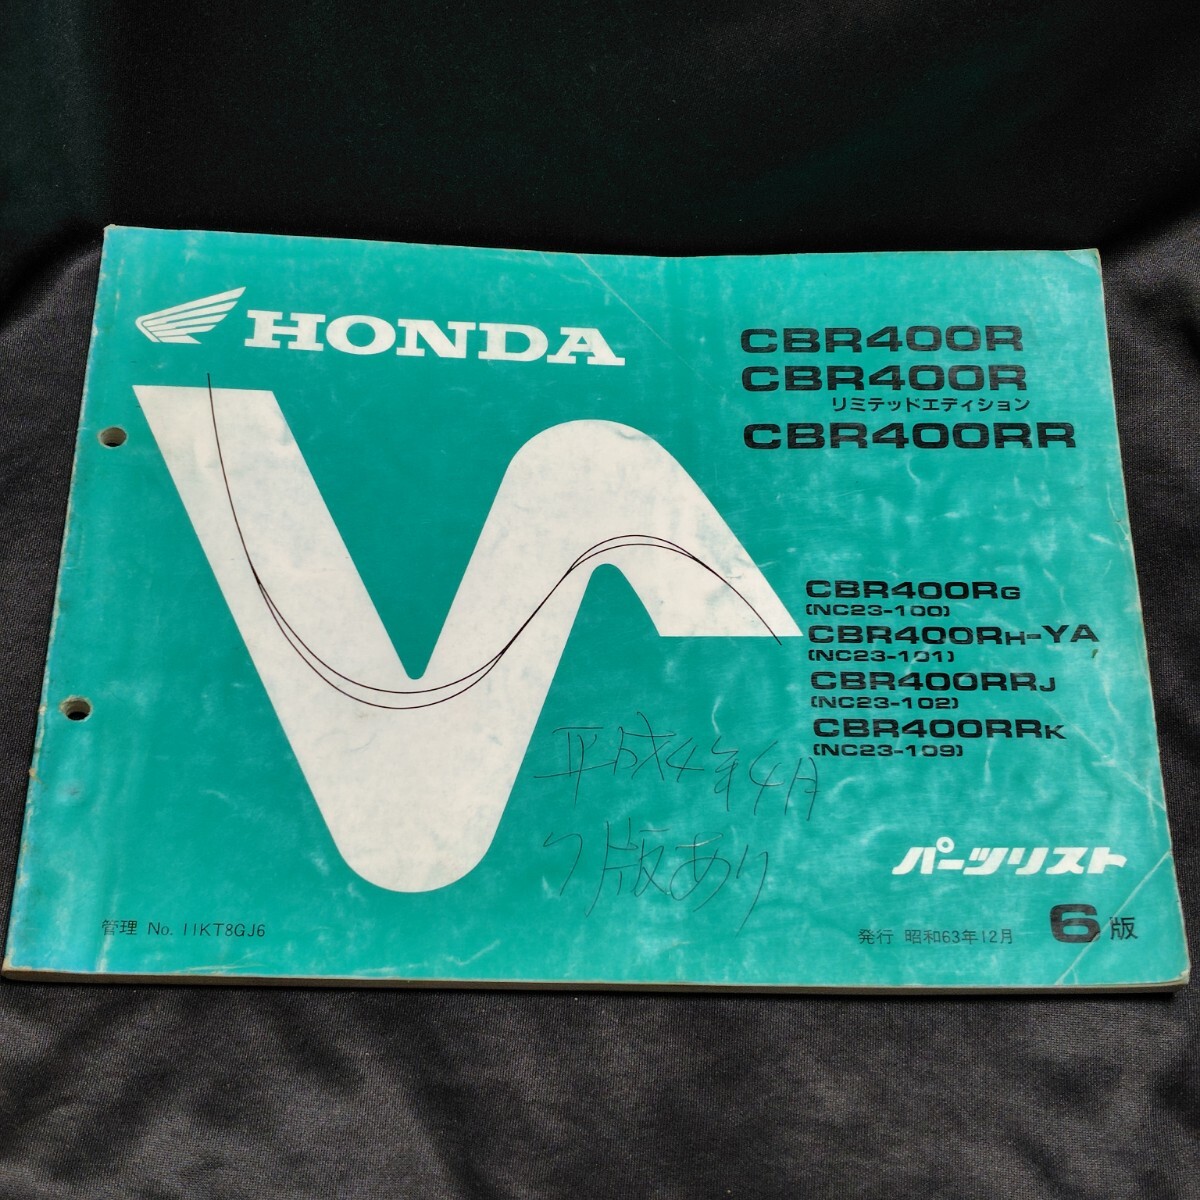 HONDA
CBR400R
CBR400R
リミテッドエディション
CBR400RR
CBR400RG
(NC23-100)
CBR400RH-YA
(NC23-101)
CBR400RRJ
(NC23-102)
CBR400RRK
(NC23-109)
平成4年4月
7版あり
パーツリスト
管理 No. 11KT8GJ6
発行 昭和63年12月 6版